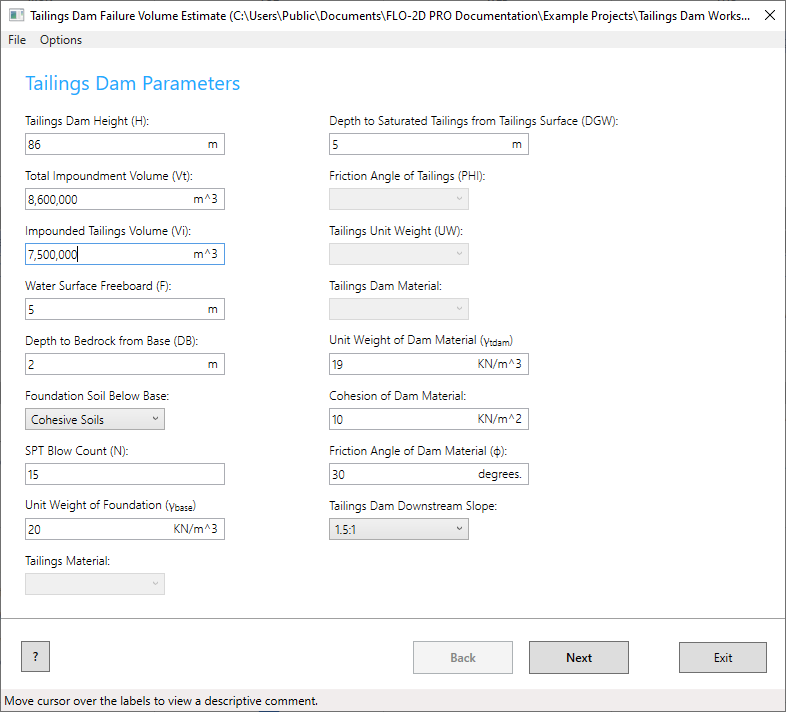 Tailings Dam Failure Volume Estimate (C:\Users\Public\Documents\FLO-2D PRO Documentation\Example Projects\Tailings Dam Works...
File Options
Tailings Dam Parameters
Tailings Dam Height (H):
86 m
Total Impoundment Volume (Vt):
8,600,000 m^3
Impounded Tailings Volume (Vi):
7,500,000 m^3
Water Surface Freeboard (F):
5 m
Depth to Bedrock from Base (DB):
2 m
Foundation Soil Below Base:
Cohesive Soils
SPT Blow Count (N):
15
Unit Weight of Foundation (γbase)
20 KN/m^3
Tailings Material:
Depth to Saturated Tailings from Tailings Surface (DGW):
5 m
Friction Angle of Tailings (PHI):
Tailings Unit Weight (UW):
Tailings Dam Material:
Unit Weight of Dam Material (γtdam)
19 KN/m^3
Cohesion of Dam Material:
10 KN/m^2
Friction Angle of Dam Material (ϕ):
30 degrees.
Tailings Dam Downstream Slope:
1.5:1
? Back Next Exit
Move cursor over the labels to view a descriptive comment.